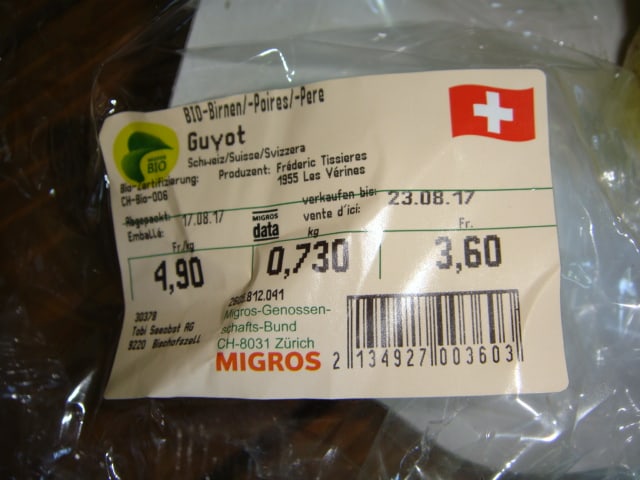 BIO-Birnen/-Poires/-Pere
Guyot
Schweiz/Suisse/Svizzera
MIGROS
BIO
Bio-Zertifizierung:
CH-Bio-006
Produzent: Fréderic Tissieres
1955 Les Vérines
Abgepackt: 17.08.17
Emballé:
MIGROS
data
verkaufen bis: 23.08.17
vente d'ici:
Fr/kg
kg
Fr.
4,90
0,730
3,60
812.041
30379
Tobi Seeobst AG
9220 Bischofszell
Migros-Genossen-
schafts-Bund
CH-8031 Zürich
MIGROS
2 134927 003603